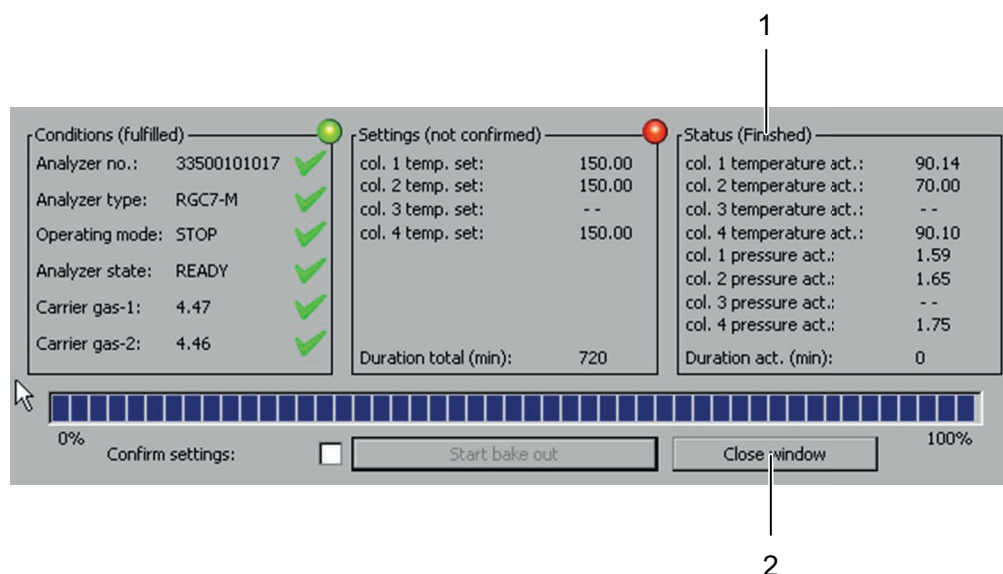 1
Conditions (fulfilled)
Analyzer no.: 33500101017
Analyzer type: RGC7-M
Operating mode: STOP
Analyzer state: READY
Carrier gas-1: 4.47
Carrier gas-2: 4.46
Settings (not confirmed)
col. 1 temp. set: 150.00
col. 2 temp. set: 150.00
col. 3 temp. set: --
col. 4 temp. set: 150.00
Duration total (min): 720
Status (Finished)
col. 1 temperature act.: 90.14
col. 2 temperature act.: 70.00
col. 3 temperature act.: --
col. 4 temperature act.: 90.10
col. 1 pressure act.: 1.59
col. 2 pressure act.: 1.65
col. 3 pressure act.: --
col. 4 pressure act.: 1.75
Duration act. (min): 0
0% 100%
Confirm settings: Start bake out Close window
2